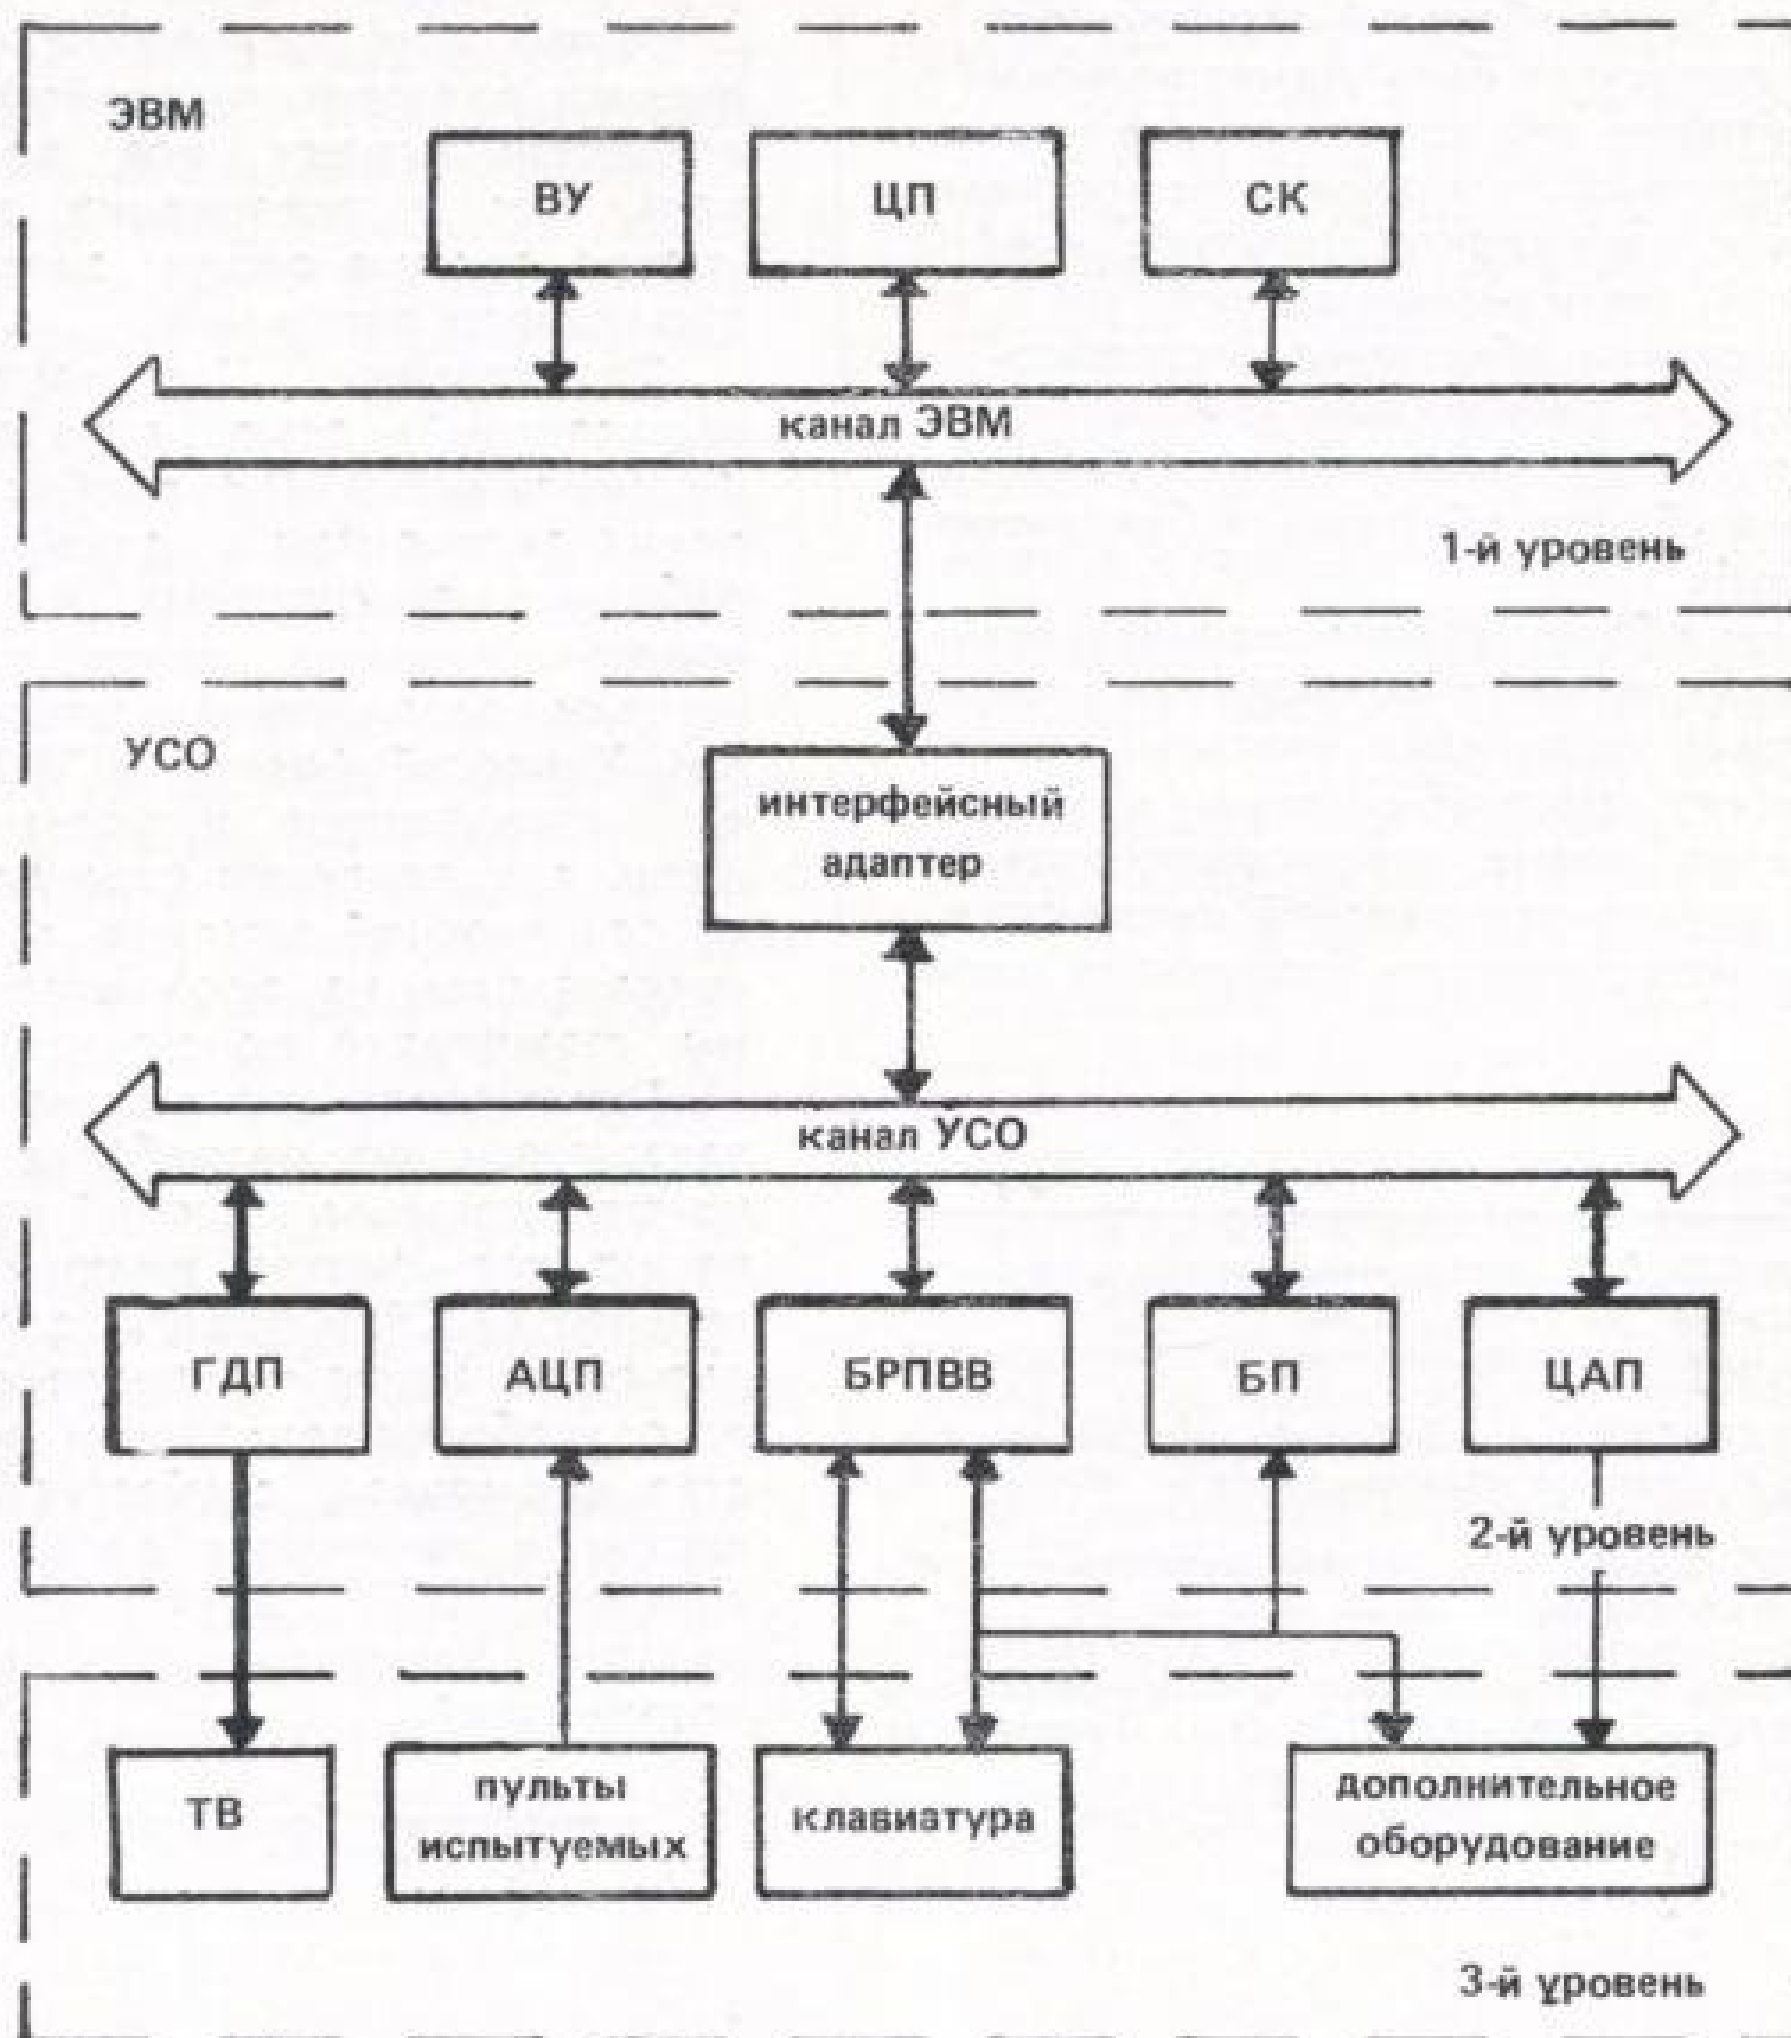 ЭВМ
ВУ
ЦП
СК
канал ЭВМ
1-й уровень
УСО
интерфейсный
адаптер
канал УСО
ГДП
АЦП
БРПВВ
БП
ЦАП
2-й уровень
ТВ
пульты
испытуемых
клавиатура
дополнительное
оборудование
3-й уровень